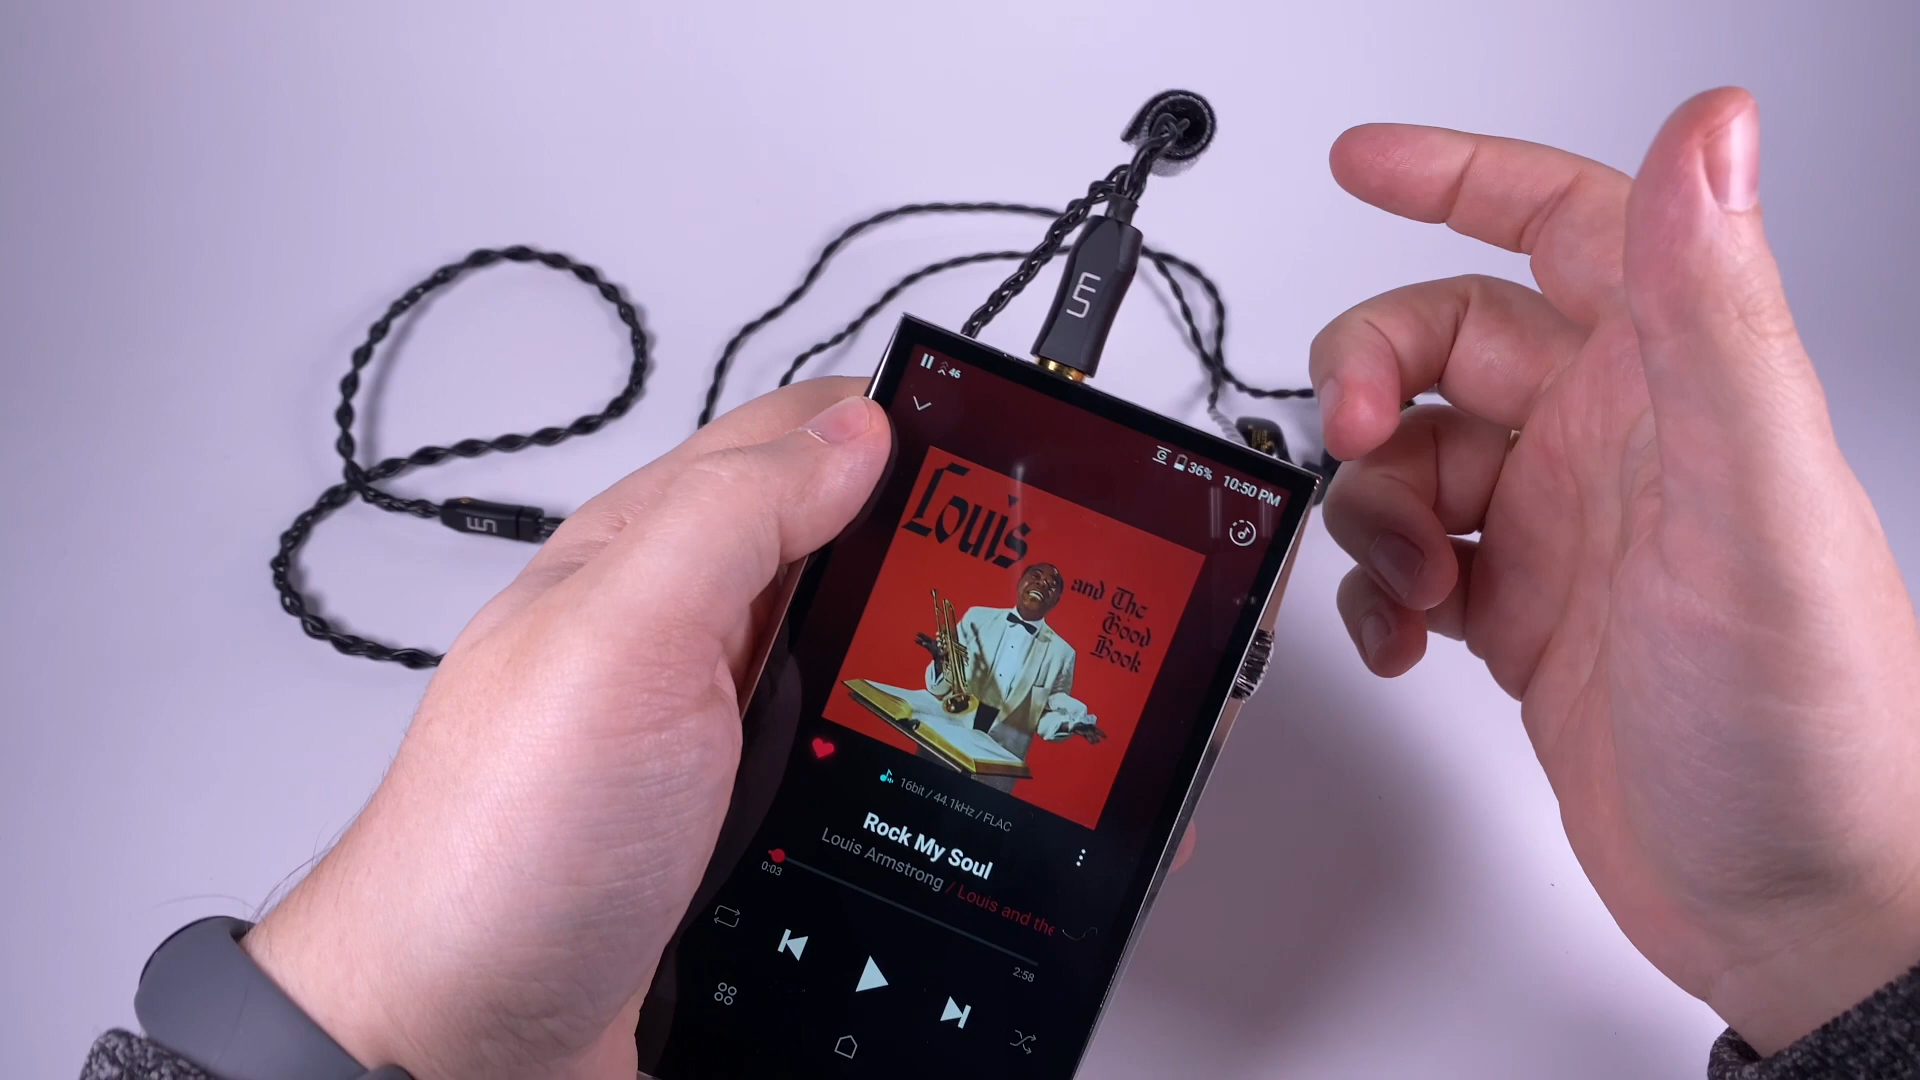 46
36% 10:50 PM
Louis
and The
Good
Book
16bit / 44.1kHz / FLAC
Rock My Soul
Louis Armstrong / Louis and the
0:03
2:58